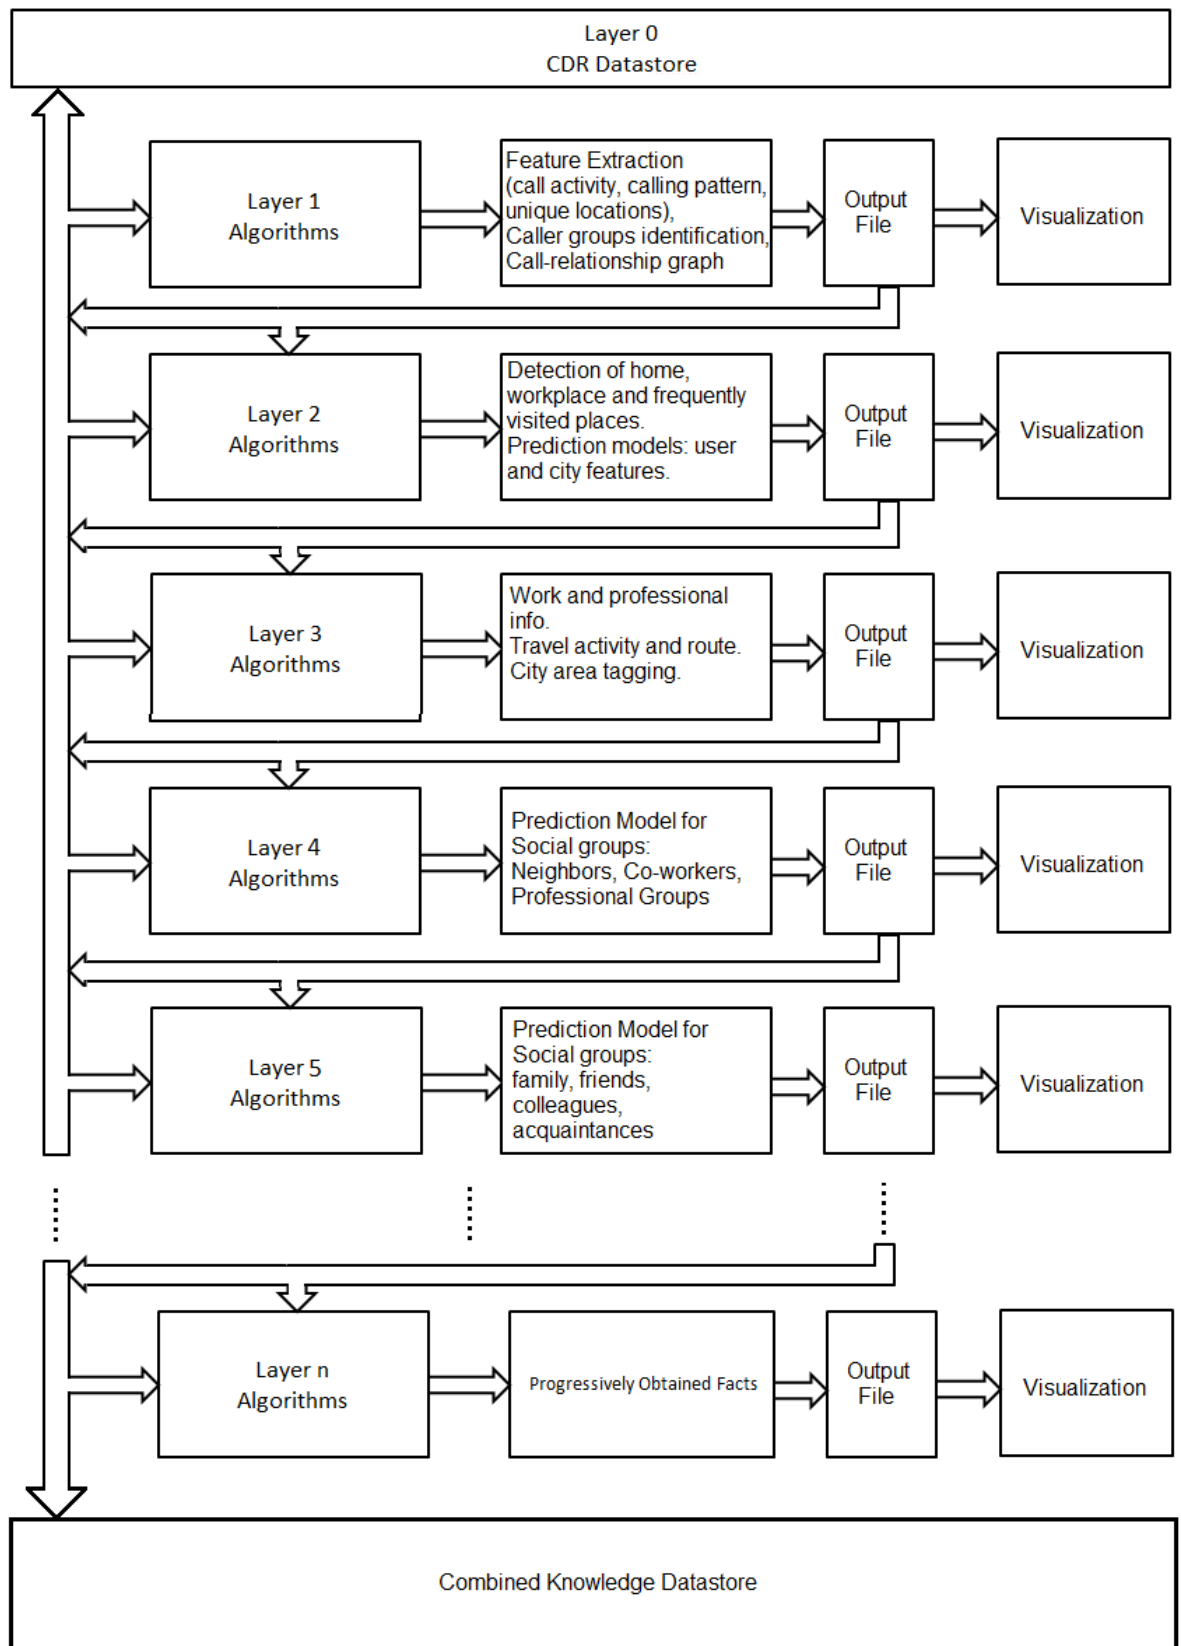 Layer 0
CDR Datastore
Layer 1
Algorithms
Feature Extraction
(call activity, calling pattern,
unique locations),
Caller groups identification,
Call-relationship graph
Output
File
Visualization
Layer 2
Algorithms
Detection of home,
workplace and frequently
visited places.
Prediction models: user
and city features.
Output
File
Visualization
Layer 3
Algorithms
Work and professional
info.
Travel activity and route.
City area tagging.
Output
File
Visualization
Layer 4
Algorithms
Prediction Model for
Social groups:
Neighbors, Co-workers,
Professional Groups
Output
File
Visualization
Layer 5
Algorithms
Prediction Model for
Social groups:
family, friends,
colleagues,
acquaintances
Output
File
Visualization
Layer n
Algorithms
Progressively Obtained Facts
Output
File
Visualization
Combined Knowledge Datastore